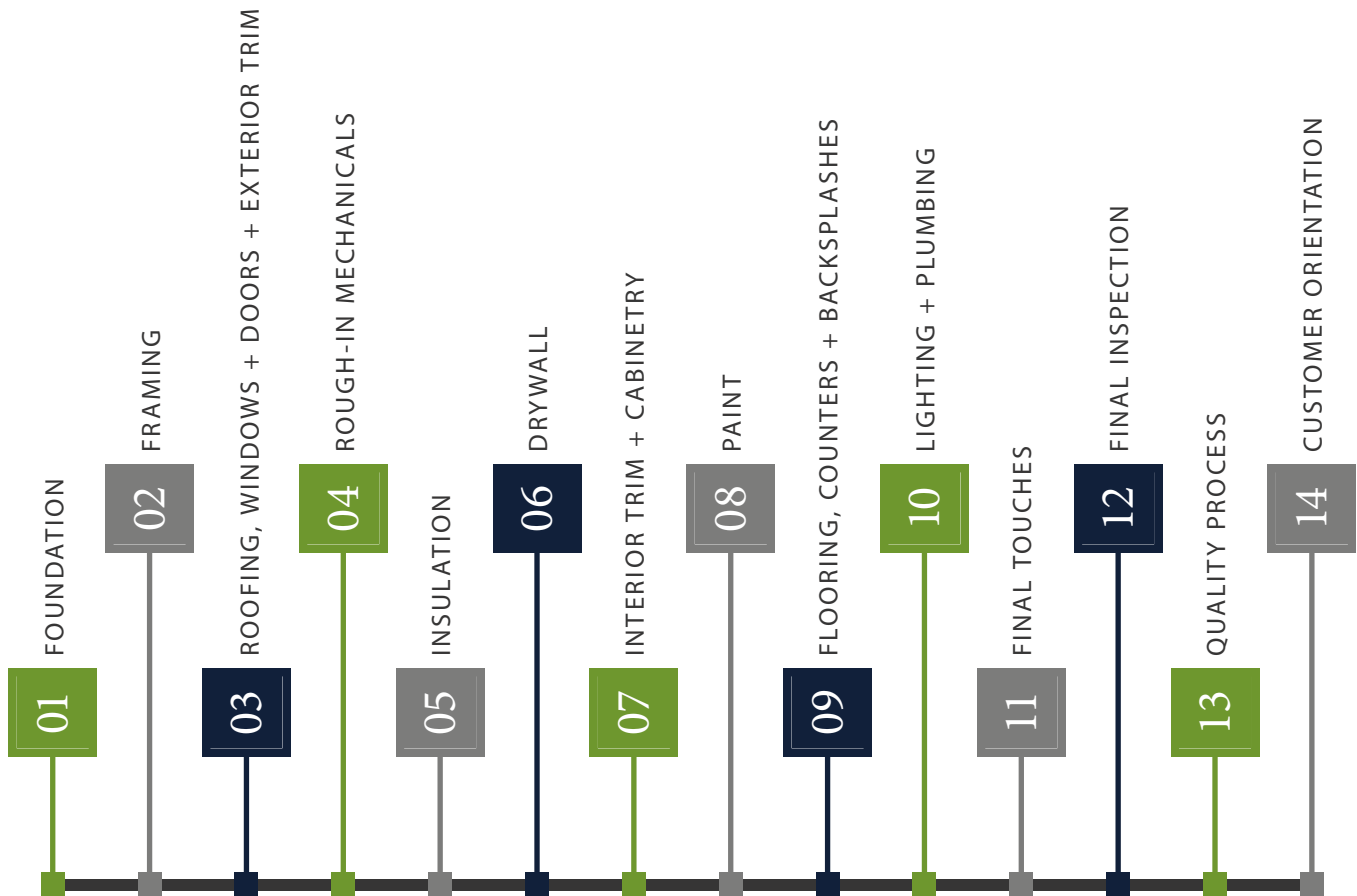 01
FOUNDATION
02
FRAMING
03
ROOFING, WINDOWS + DOORS + EXTERIOR TRIM
04
ROUGH-IN MECHANICALS
05
INSULATION
06
DRYWALL
07
INTERIOR TRIM + CABINETRY
08
PAINT
09
FLOORING, COUNTERS + BACKSPLASHES
10
LIGHTING + PLUMBING
11
FINAL TOUCHES
12
FINAL INSPECTION
13
QUALITY PROCESS
14
CUSTOMER ORIENTATION